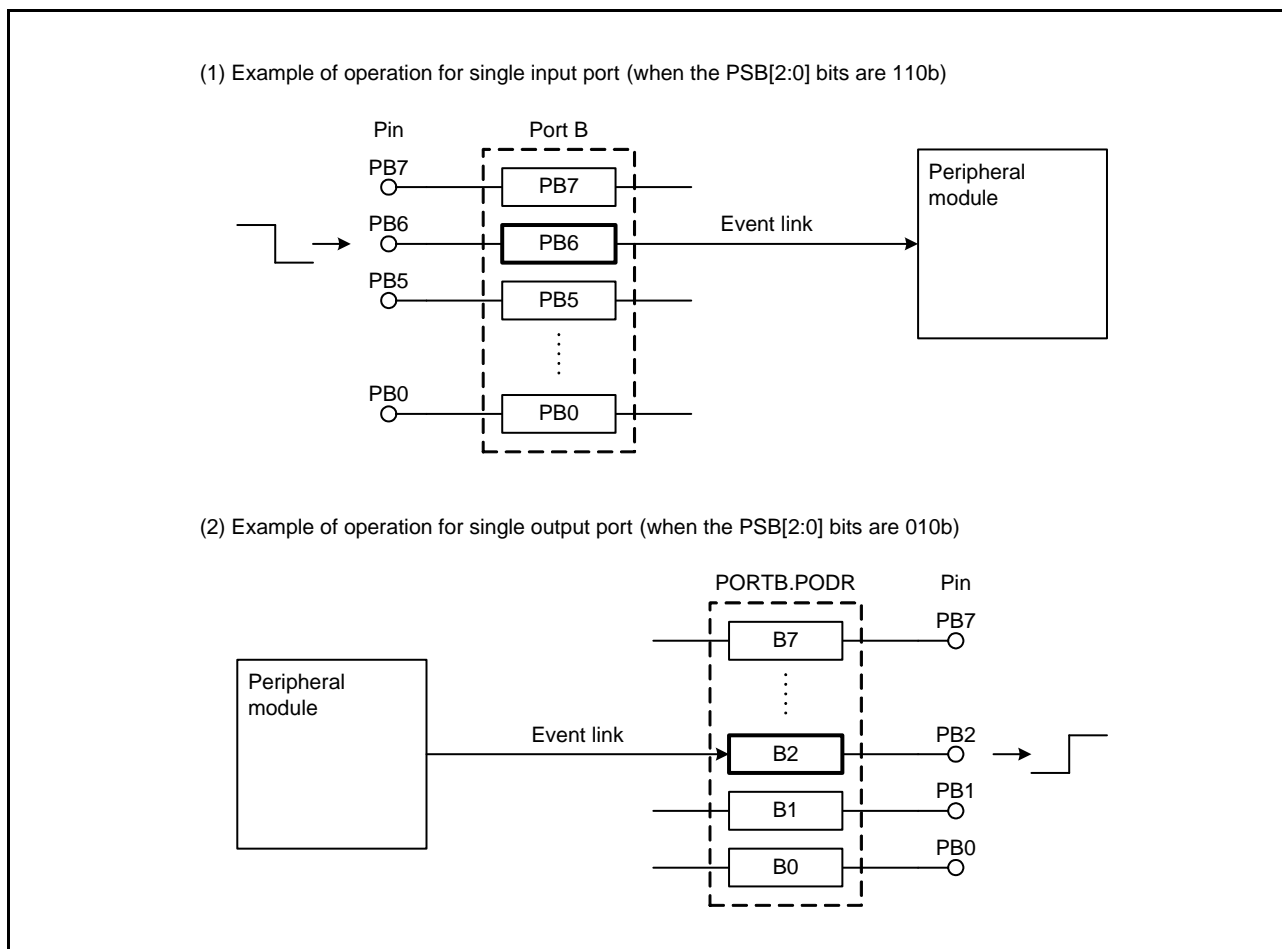 (1) Example of operation for single input port (when the PSB[2:0] bits are 110b)
Pin
Port B
PB7
PB7
PB6
PB6
Event link
Peripheral
module
PB5
PB5
PB0
PB0
(2) Example of operation for single output port (when the PSB[2:0] bits are 010b)
PORTB.PODR
Pin
B7
PB7
Peripheral
module
Event link
B2
PB2
B1
PB1
B0
PB0